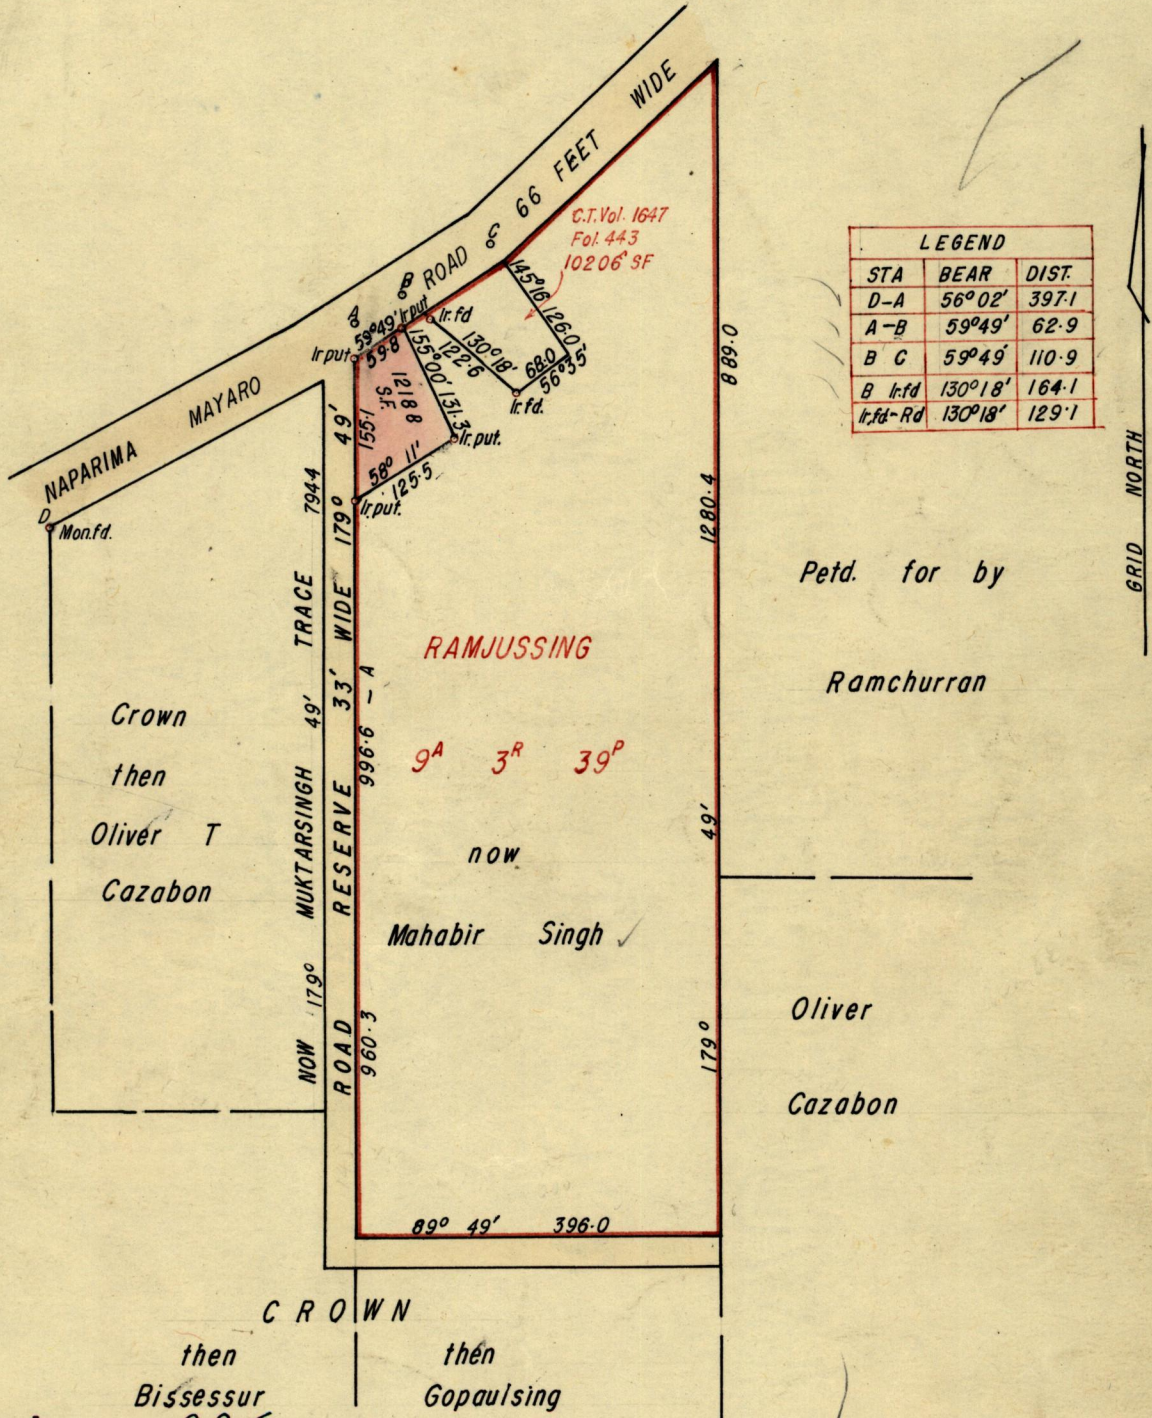 NAPARIMA MAYARO ROAD 66 FEET WIDE
A
B
C
D
Mon.fd.
Ir put
59°49'
59·8
Ir put
Ir.fd
C.T.Vol. 1647
Fol. 443
10206 SF
145°16' 126·0
130°18'
122·6
68·0
56°35'
Ir.fd.
155°00' 131·3
12188
S.F.
155·1
Ir.put.
58° 11'
125·5
Ir.put.
LEGEND
STA BEAR DIST.
D-A 56°02' 397·1
A-B 59°49' 62·9
B C 59°49' 110·9
B Ir.fd 130°18' 164·1
Ir.fd-Rd 130°18' 129·1
GRID NORTH
889·0
1280·4
49'
179°
NOW MUKTARSINGH TRACE
179° 49' 794·4
ROAD RESERVE 33' WIDE
179° 49'
996·6 - A
960·3
Crown
then
Oliver T
Cazabon
RAMJUSSING
9A 3R 39P
now
Mahabir Singh
Petd. for by
Ramchurran
Oliver
Cazabon
89° 49' 396·0
CROWN
then
Bissessur
then
Gopaulsing